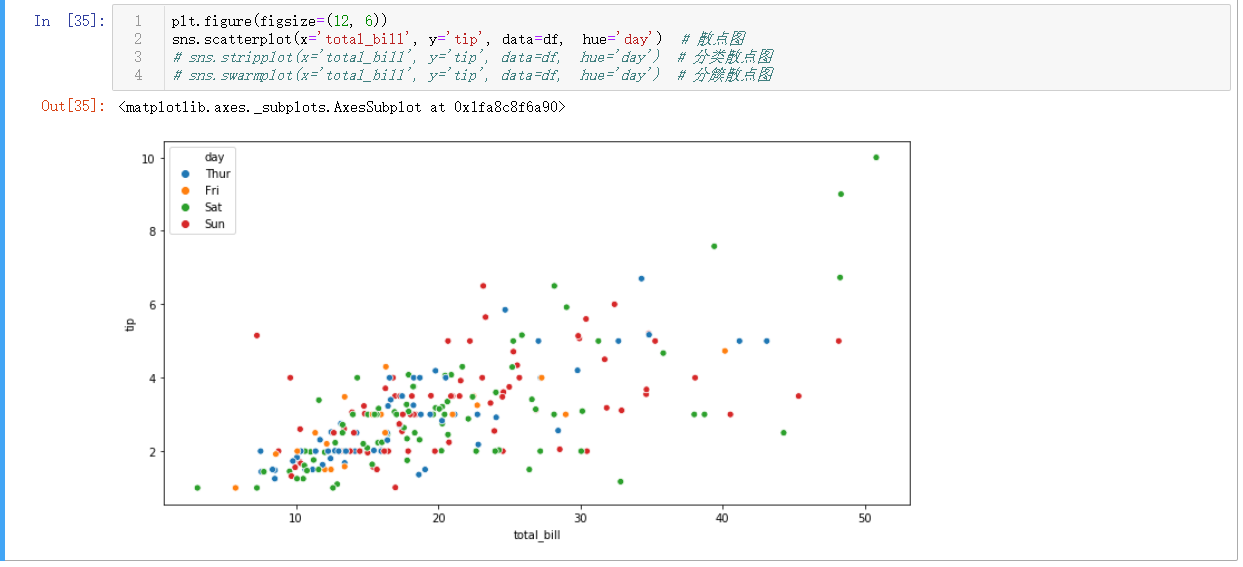 In [35]:
1 plt.figure(figsize=(12, 6))
2 sns.scatterplot(x='total_bill', y='tip', data=df,  hue='day')  # 散点图
3 # sns.stripplot(x='total_bill', y='tip', data=df,  hue='day')  # 分类散点图
4 # sns.swarmplot(x='total_bill', y='tip', data=df,  hue='day')  # 分簇散点图
Out[35]: <matplotlib.axes._subplots.AxesSubplot at 0x1fa8c8f6a90>
day
Thur
Fri
Sat
Sun
10
8
6
4
2
tip
10 20 30 40 50
total_bill